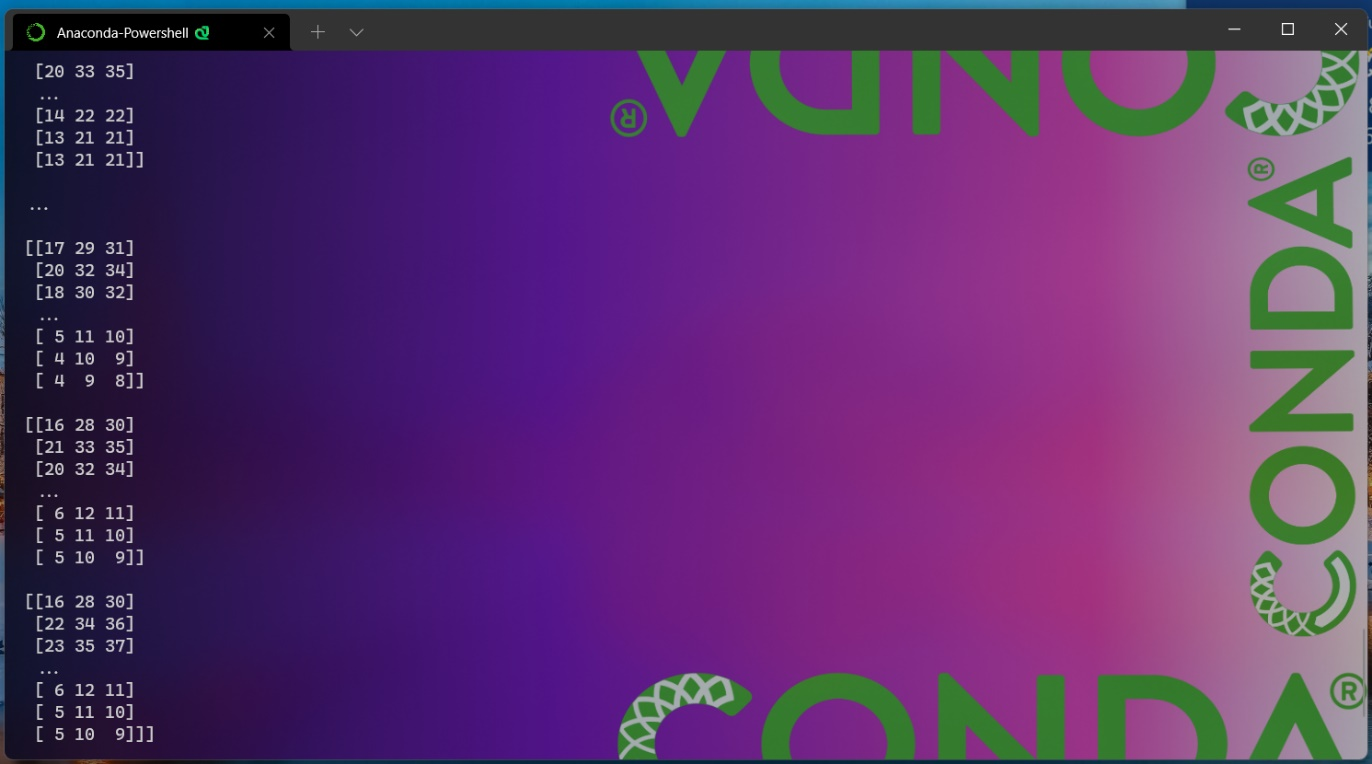 Anaconda-Powershell
[20 33 35]
...
[14 22 22]
[13 21 21]
[13 21 21]]
...
[[17 29 31]
[20 32 34]
[18 30 32]
...
[ 5 11 10]
[ 4 10  9]
[ 4  9  8]]
[[16 28 30]
[21 33 35]
[20 32 34]
...
[ 6 12 11]
[ 5 11 10]
[ 5 10  9]]
[[16 28 30]
[22 34 36]
[23 35 37]
...
[ 6 12 11]
[ 5 11 10]
[ 5 10  9]]]
CONDA®
CONDA®
CONDA®